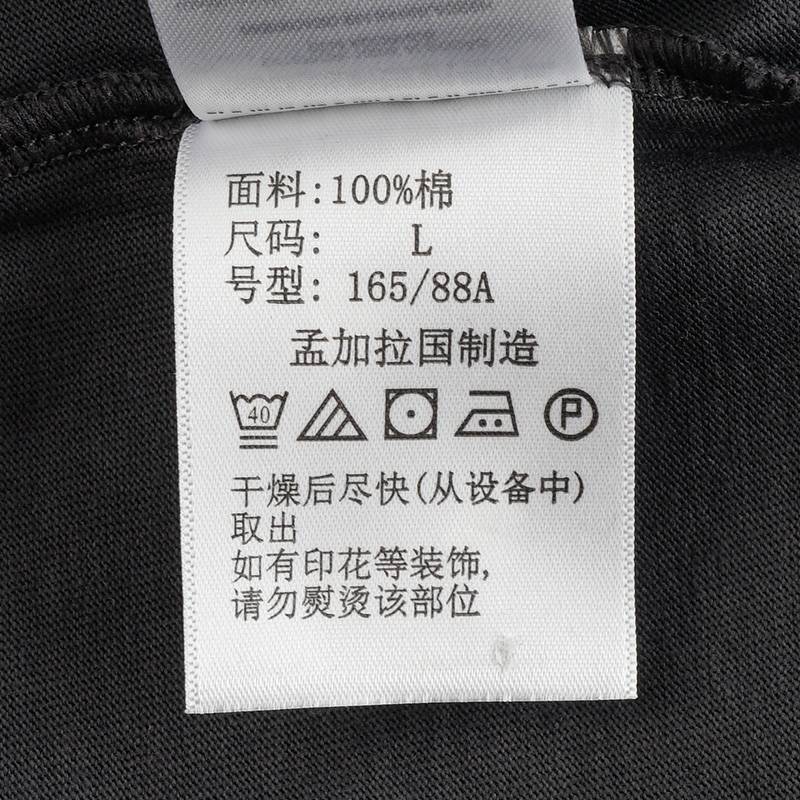 面料:100%棉
尺码: L
号型: 165/88A
孟加拉国制造
40 P
干燥后尽快(从设备中)
取出
如有印花等装饰,
请勿熨烫该部位